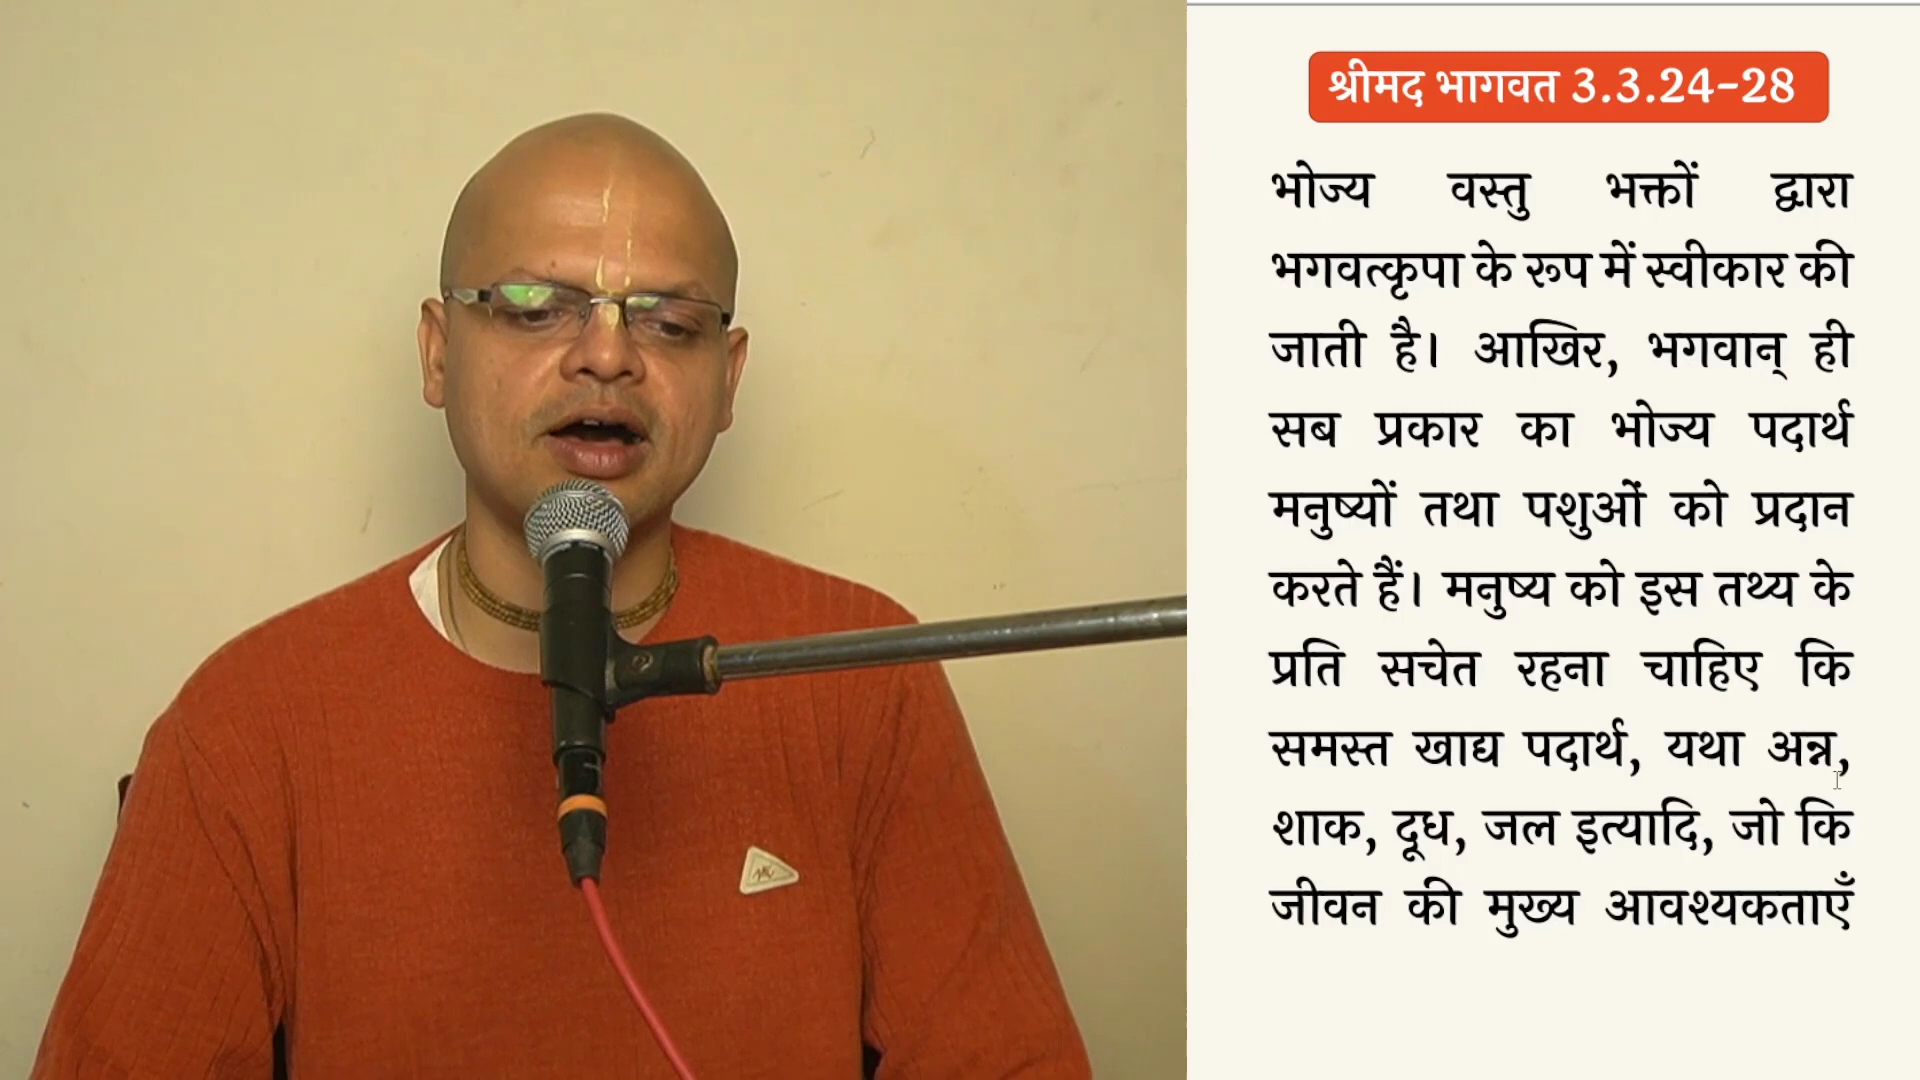 श्रीमद भागवत 3.3.24-28
भोज्य वस्तु भक्तों द्वारा
भगवत्कृपा के रूप में स्वीकार की
जाती है। आखिर, भगवान् ही
सब प्रकार का भोज्य पदार्थ
मनुष्यों तथा पशुओं को प्रदान
करते हैं। मनुष्य को इस तथ्य के
प्रति सचेत रहना चाहिए कि
समस्त खाद्य पदार्थ, यथा अन्न,
शाक, दूध, जल इत्यादि, जो कि
जीवन की मुख्य आवश्यकताएँ